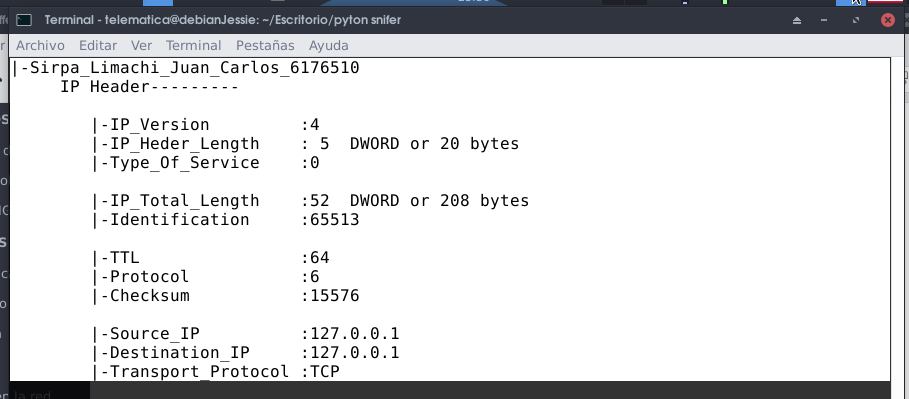 Terminal - telematica@debianJessie: ~/Escritorio/pyton snifer
Archivo Editar Ver Terminal Pestañas Ayuda
|-Sirpa_Limachi_Juan_Carlos_6176510
IP Header---------
|-IP_Version :4
|-IP_Heder_Length : 5 DWORD or 20 bytes
|-Type_Of_Service :0
|-IP_Total_Length :52 DWORD or 208 bytes
|-Identification :65513
|-TTL :64
|-Protocol :6
|-Checksum :15576
|-Source_IP :127.0.0.1
|-Destination_IP :127.0.0.1
|-Transport_Protocol :TCP
la red